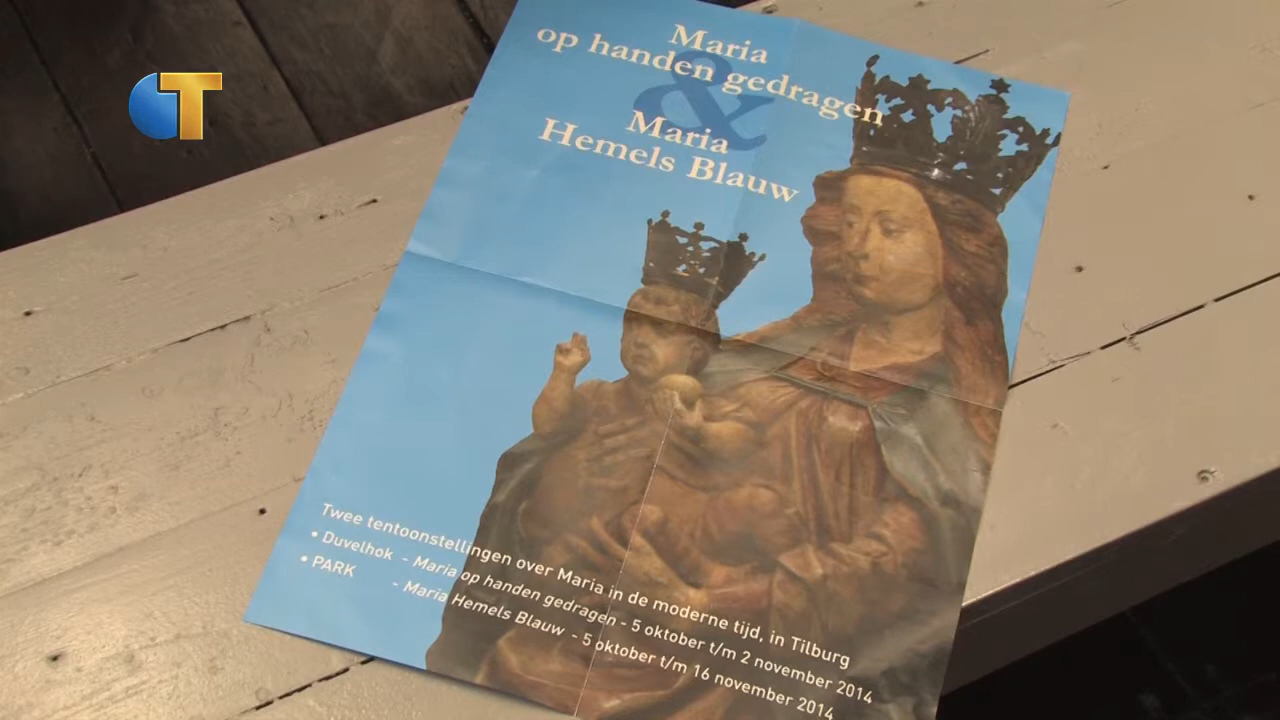 T
Maria
op handen gedragen
&
Maria
Hemels Blauw
Twee tentoonstellingen over Maria in de moderne tijd, in Tilburg
• Duvelhok - Maria op handen gedragen - 5 oktober t/m 2 november 2014
• PARK - Maria Hemels Blauw - 5 oktober t/m 16 november 2014